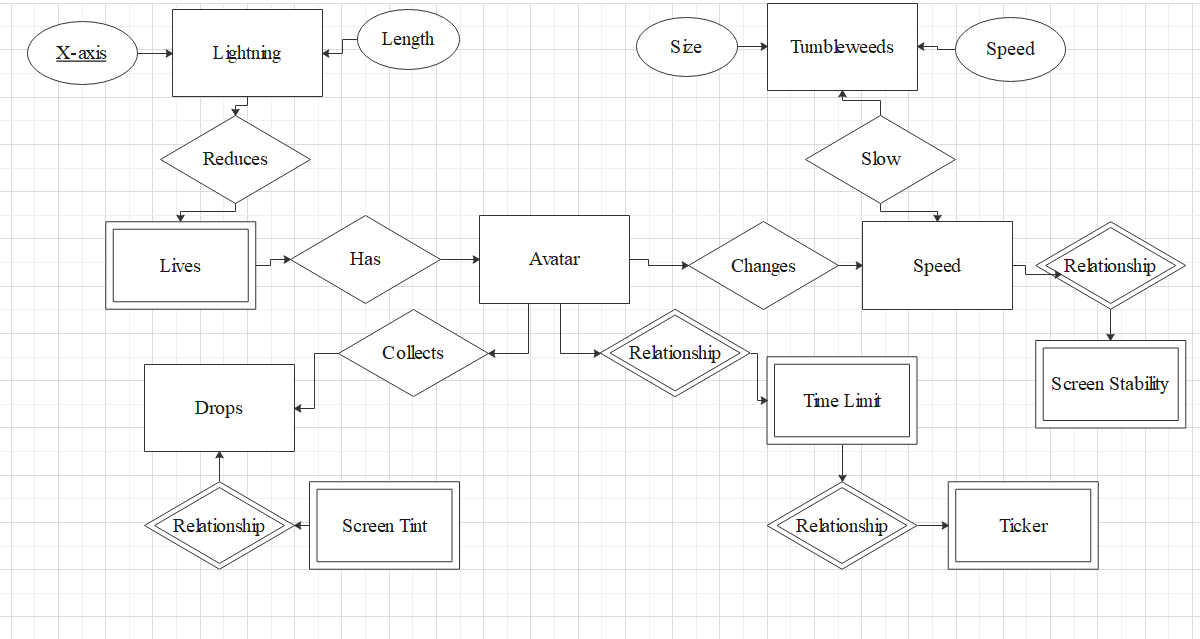 X-axis
Lightning
Length
Size
Tumbleweeds
Speed
Reduces
Slow
Lives
Has
Avatar
Changes
Speed
Relationship
Collects
Relationship
Screen Stability
Drops
Time Limit
Relationship
Screen Tint
Relationship
Ticker